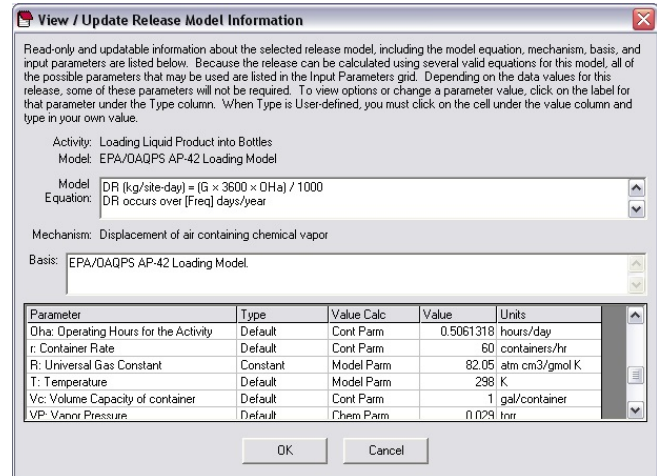 View / Update Release Model Information
Read-only and updatable information about the selected release model, including the model equation, mechanism, basis, and
input parameters are listed below. Because the release can be calculated using several valid equations for this model, all of
the possible parameters that may be used are listed in the Input Parameters grid. Depending on the data values for this
release, some of these parameters will not be required. To view options or change a parameter value, click on the label for
that parameter under the Type column. When Type is User-defined, you must click on the cell under the value column and
type in your own value.
Activity: Loading Liquid Product into Bottles
Model: EPA/OAQPS AP-42 Loading Model
Model Equation: DR (kg/site-day) = (G × 3600 × OHa) / 1000
DR occurs over [Freq] days/year
Mechanism: Displacement of air containing chemical vapor
Basis: EPA/OAQPS AP-42 Loading Model.
Parameter Type Value Calc Value Units
Oha: Operating Hours for the Activity Default Cont Parm 0.5061318 hours/day
r: Container Rate Default Cont Parm 60 containers/hr
R: Universal Gas Constant Constant Model Parm 82.05 atm cm3/gmol K
T: Temperature Default Model Parm 298 K
Vc: Volume Capacity of container Default Cont Parm 1 gal/container
VP: Vapor Pressure Default Chem Parm 0.029 torr
OK Cancel